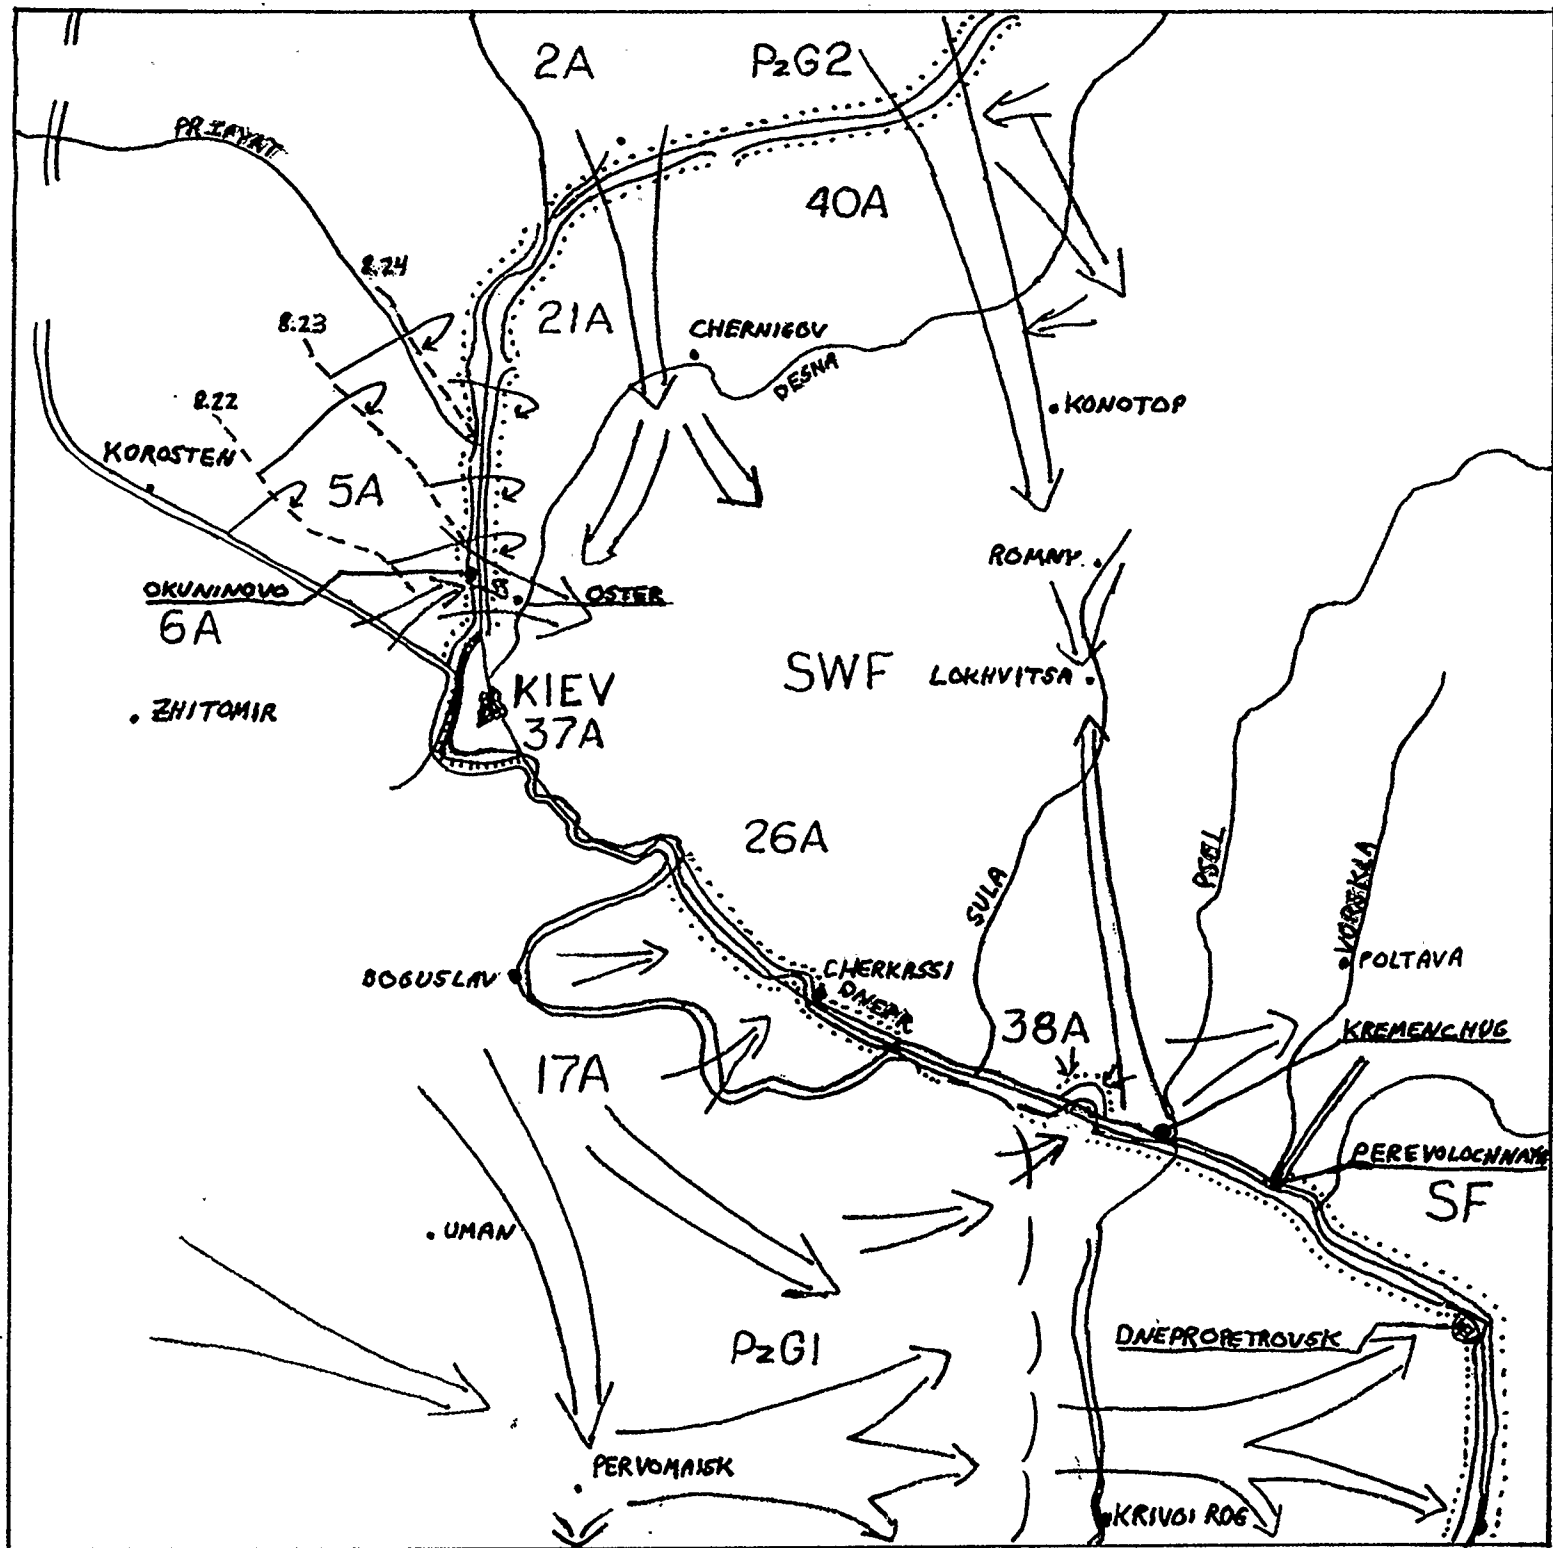 2A
PzG2
PRIPYAT
40A
8.24
8.23
21A
CHERNIGOV
DESNA
8.22
KONOTOP
KOROSTEN
5A
ROMNY
OKUNINOVO
OSTER
6A
SWF
LOKHVITSA
KIEV
37A
ZHITOMIR
26A
SULA
PSEL
VORSKLA
BOGUSLAV
CHERKASSI
DNEPR
POLTAVA
38A
KREMENCHUG
17A
PEREVOLOCHNAYA
SF
UMAN
PzG1
DNEPROPETROVSK
PERVOMAISK
KRIVOI ROG